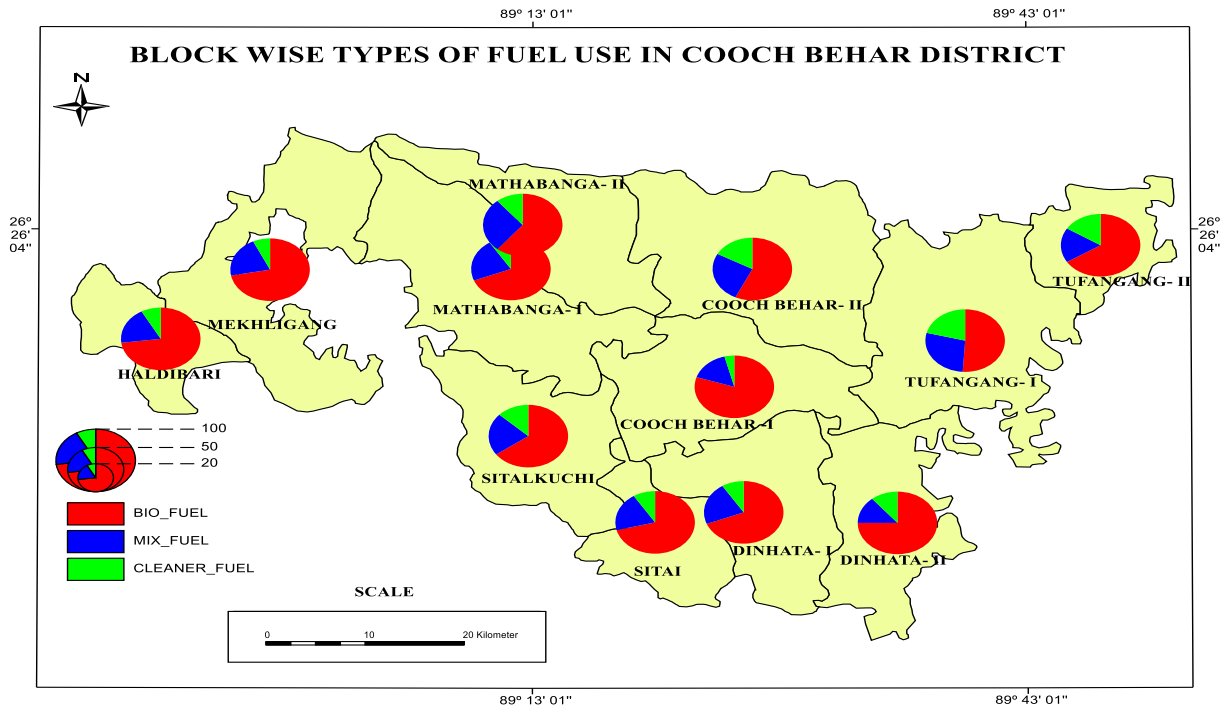 89° 13' 01"
89° 43' 01"
BLOCK WISE TYPES OF FUEL USE IN COOCH BEHAR DISTRICT
N
MATHABANGA- II
26°
26'
04"
26°
26'
04"
TUFANGANG- II
COOCH BEHAR- II
MATHABANGA- I
MEKHLIGANG
HALDIBARI
TUFANGANG- I
COOCH BEHAR -I
100
50
20
SITALKUCHI
BIO_FUEL
MIX_FUEL
CLEANER_FUEL
DINHATA- I
DINHATA- II
SITAI
SCALE
0 10 20 Kilometer
89° 13' 01"
89° 43' 01"